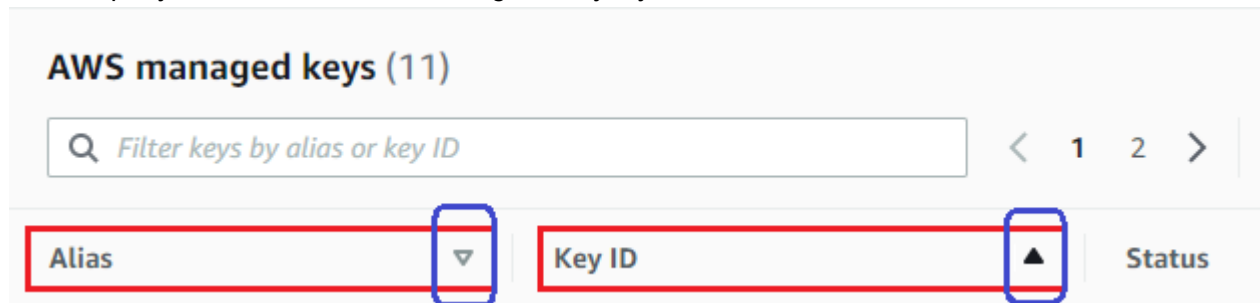 AWS managed keys (11)
Filter keys by alias or key ID
1 2
Alias Key ID Status